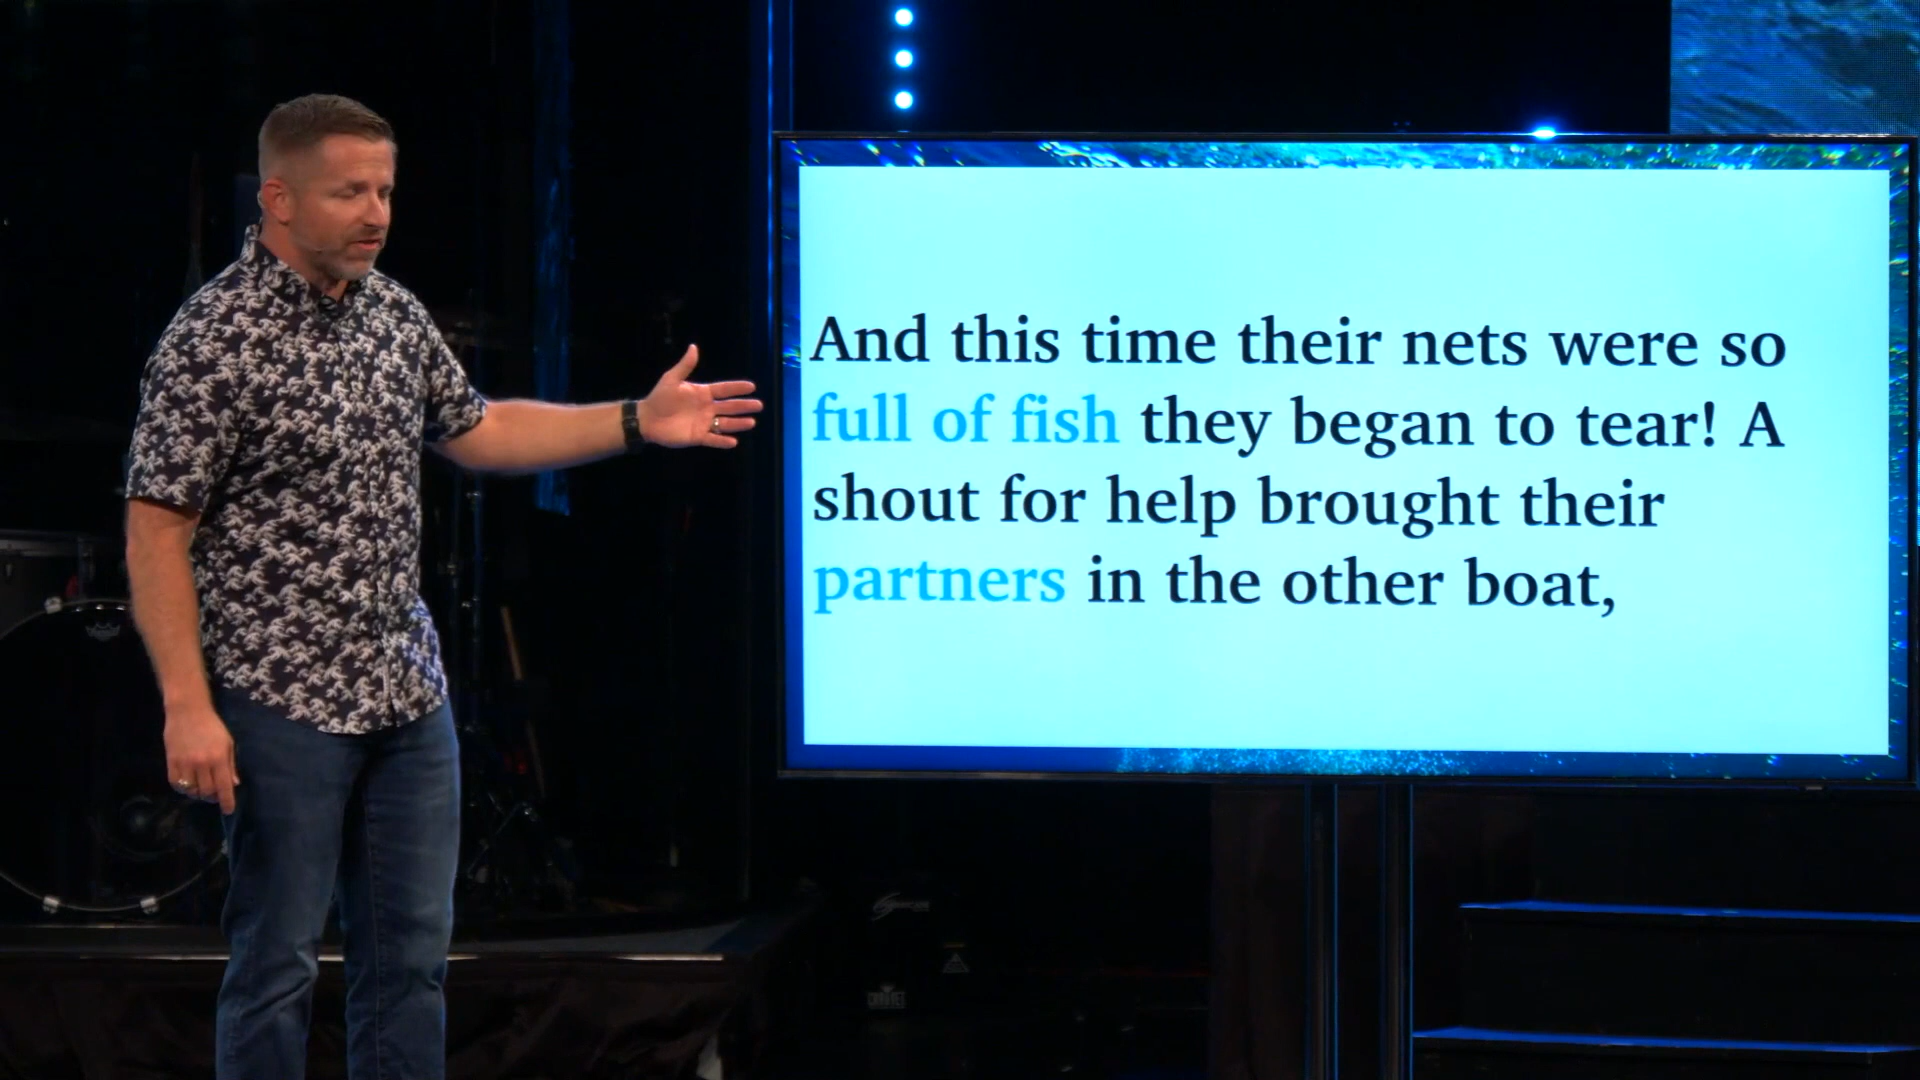 And this time their nets were so
full of fish they began to tear! A
shout for help brought their
partners in the other boat,